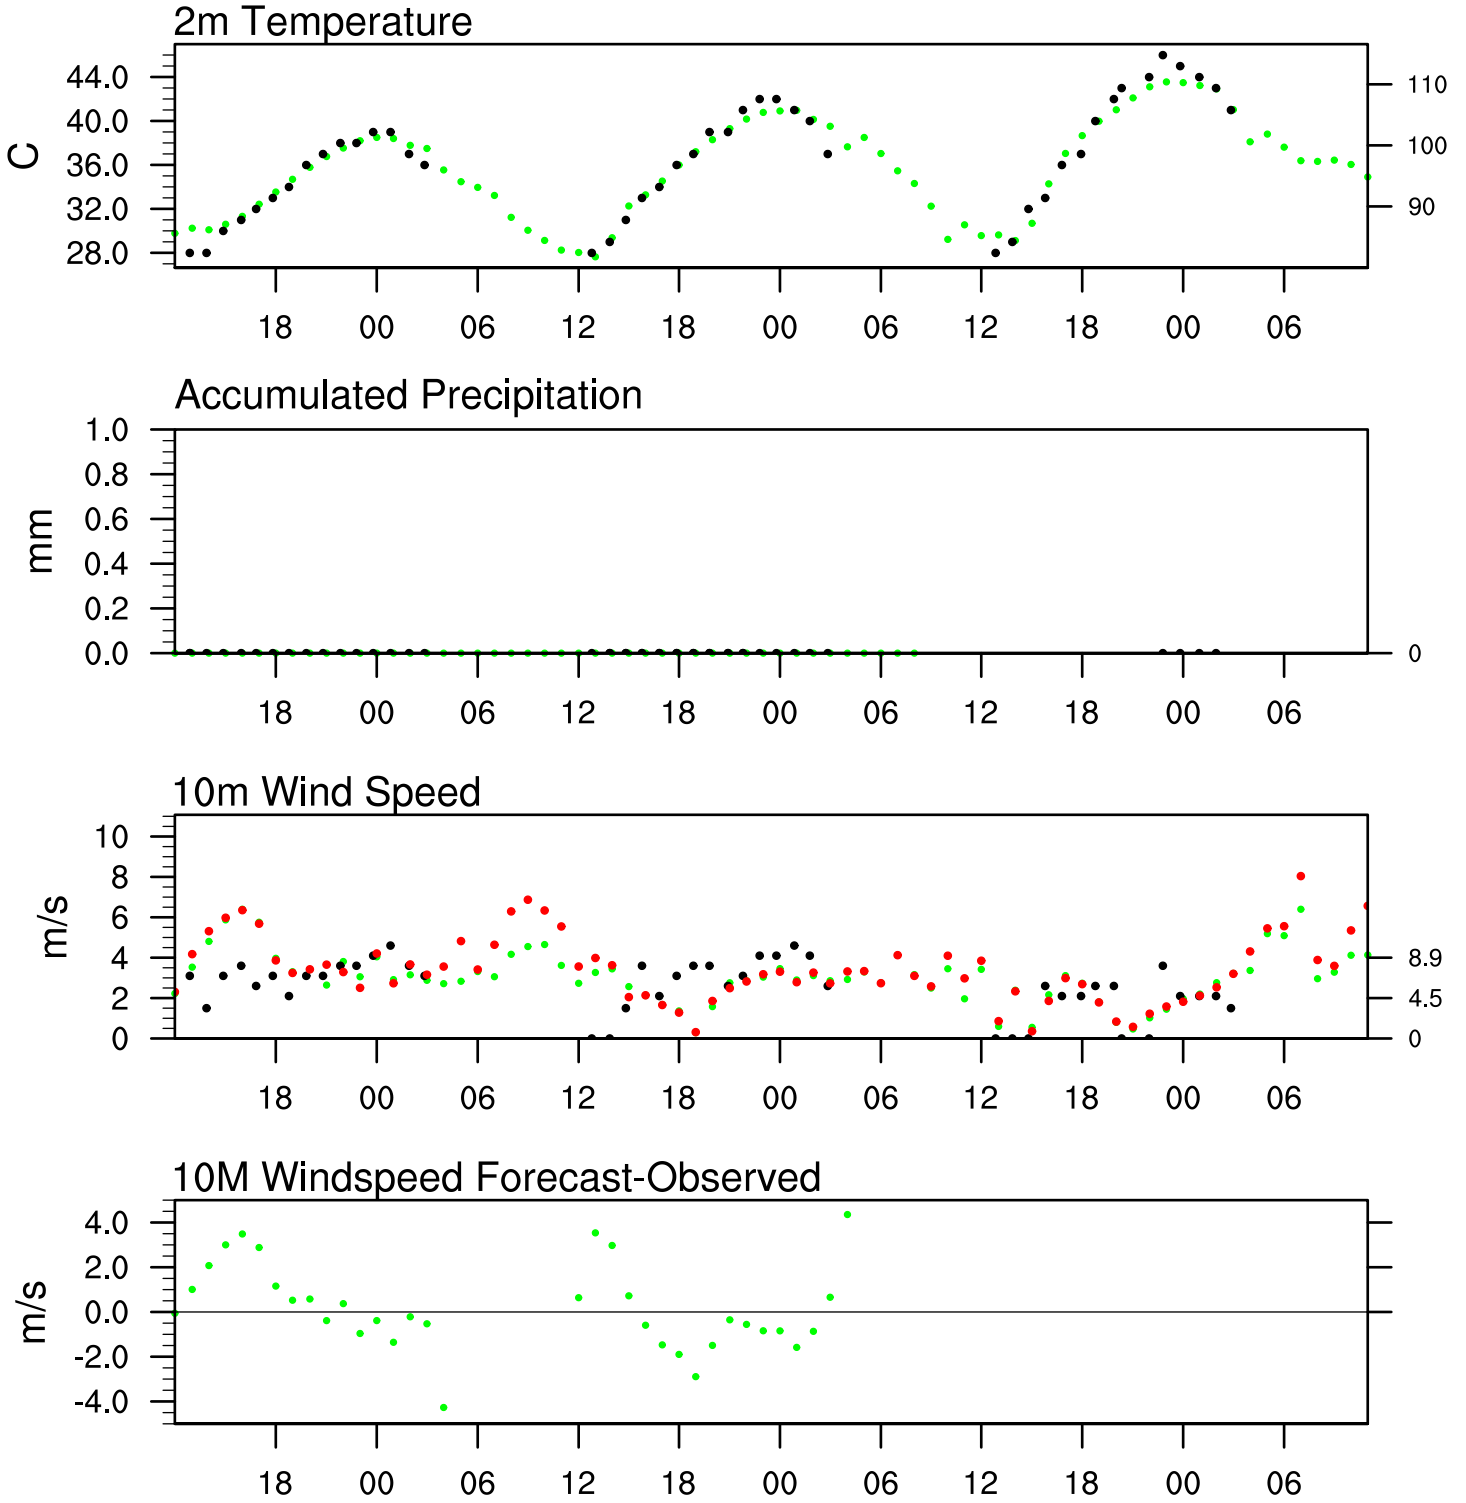 2m Temperature
44.0
40.0
36.0
32.0
28.0
C
110
100
90
18 00 06 12 18 00 06 12 18 00 06
Accumulated Precipitation
1.0
0.8
0.6
0.4
0.2
0.0
mm
0
18 00 06 12 18 00 06 12 18 00 06
10m Wind Speed
10
8
6
4
2
0
m/s
8.9
4.5
0
18 00 06 12 18 00 06 12 18 00 06
10M Windspeed Forecast-Observed
4.0
2.0
0.0
-2.0
-4.0
m/s
18 00 06 12 18 00 06 12 18 00 06